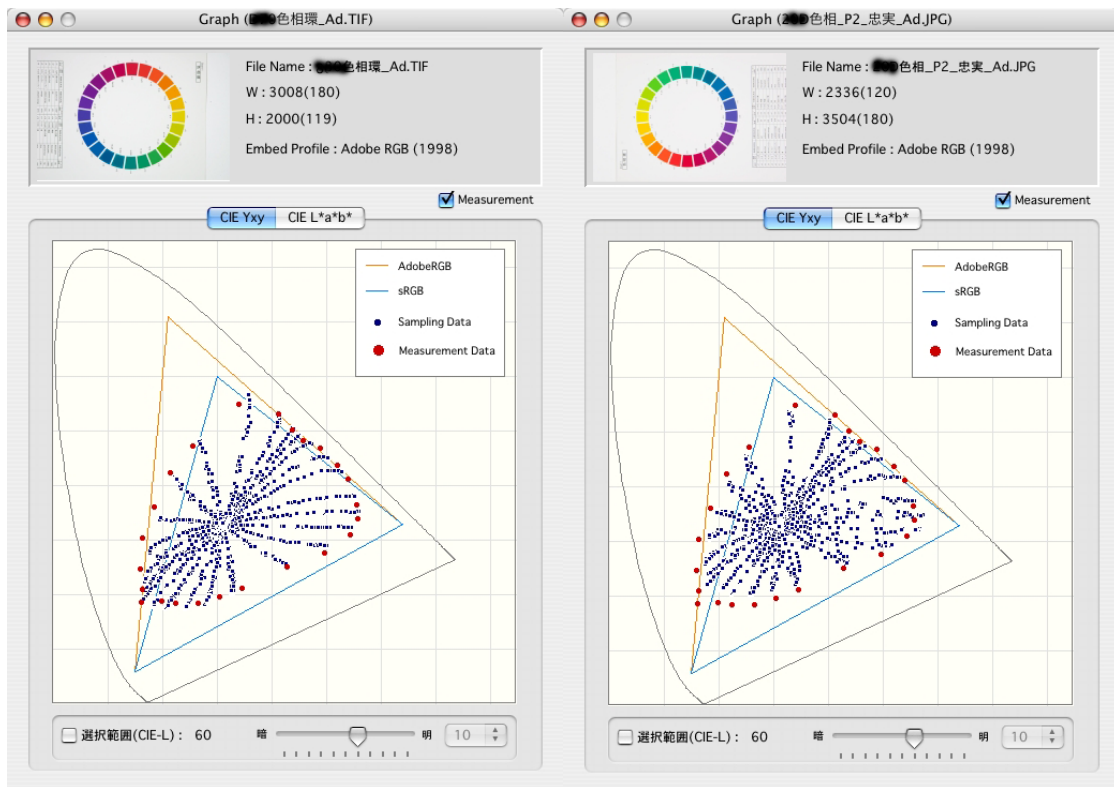 Graph (色相環_Ad.TIF)
File Name : 色相環_Ad.TIF
W : 3008(180)
H : 2000(119)
Embed Profile : Adobe RGB (1998)
Measurement
CIE Yxy
CIE L*a*b*
AdobeRGB
sRGB
Sampling Data
Measurement Data
選択範囲(CIE-L) : 60
暗
明
10
Graph (色相_P2_忠実_Ad.JPG)
File Name : 色相_P2_忠実_Ad.JPG
W : 2336(120)
H : 3504(180)
Embed Profile : Adobe RGB (1998)
Measurement
CIE Yxy
CIE L*a*b*
AdobeRGB
sRGB
Sampling Data
Measurement Data
選択範囲(CIE-L) : 60
暗
明
10